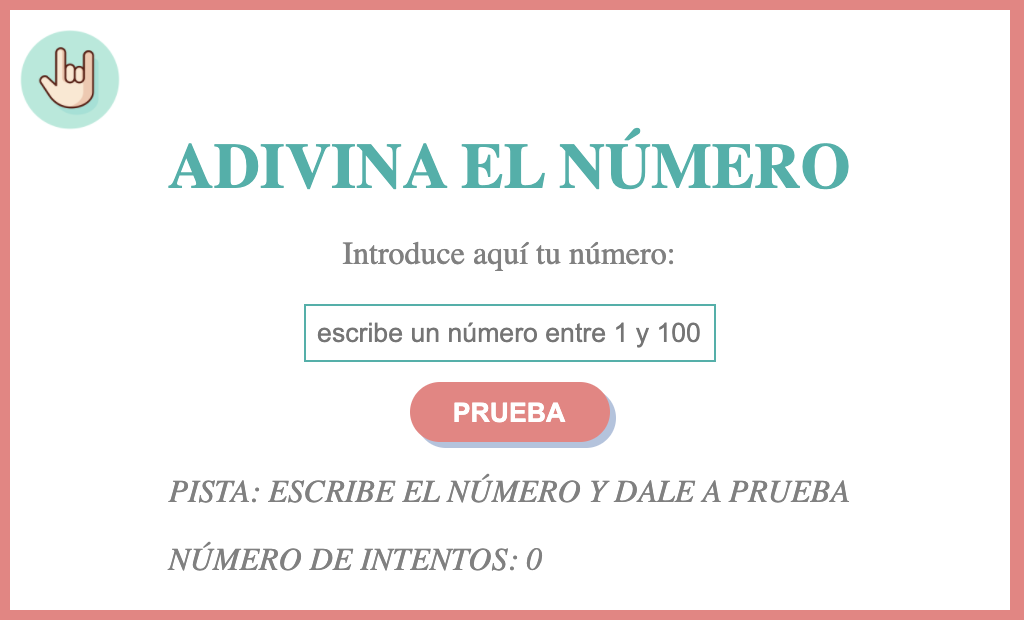 ADIVINA EL NÚMERO
Introduce aquí tu número:
escribe un número entre 1 y 100
PRUEBA
PISTA: ESCRIBE EL NÚMERO Y DALE A PRUEBA
NÚMERO DE INTENTOS: 0